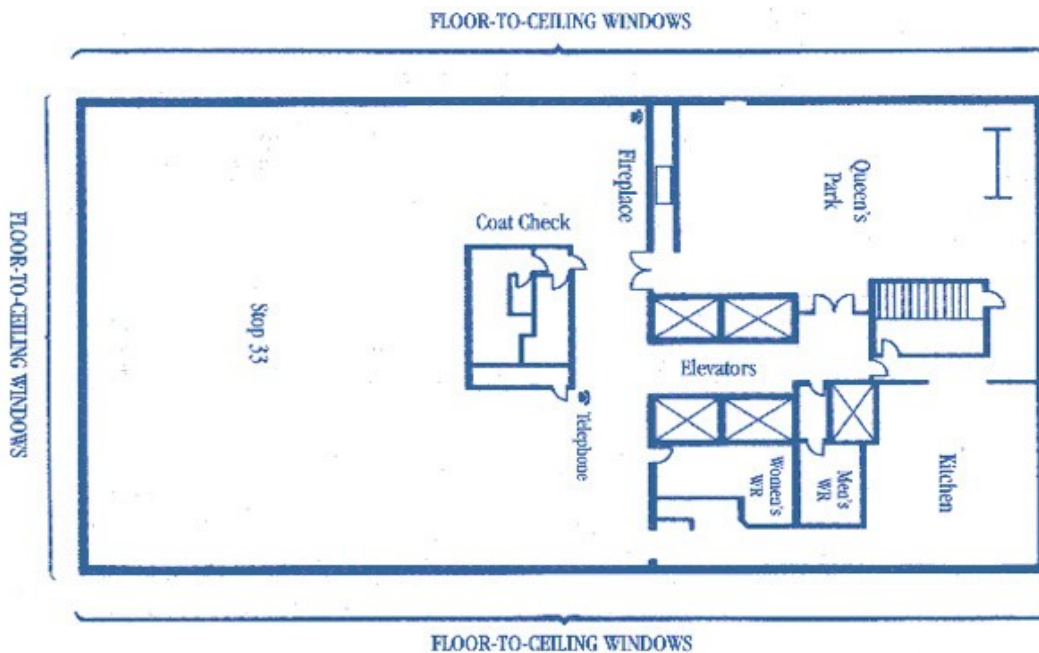 FLOOR-TO-CEILING WINDOWS
FLOOR-TO-CEILING WINDOWS
Fireplace
Queen's
Park
Coat Check
Stop 33
Elevators
Telephone
Women's
WR
Men's
WR
Kitchen
FLOOR-TO-CEILING WINDOWS